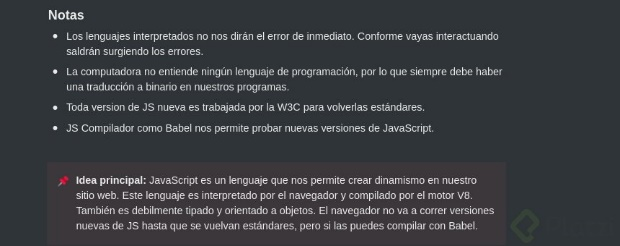 Notas
Los lenguajes interpretados no nos dirán el error de inmediato. Conforme vayas interactuando
saldrán surgiendo los errores.
La computadora no entiende ningún lenguaje de programación, por lo que siempre debe haber
una traducción a binario en nuestros programas.
Toda version de JS nueva es trabajada por la W3C para volverlas estándares.
JS Compilador como Babel nos permite probar nuevas versiones de JavaScript.
Idea principal: JavaScript es un lenguaje que nos permite crear dinamismo en nuestro
sitio web. Este lenguaje es interpretado por el navegador y compilado por el motor V8.
También es debilmente tipado y orientado a objetos. El navegador no va a correr versiones
nuevas de JS hasta que se vuelvan estándares, pero si las puedes compilar con Babel.